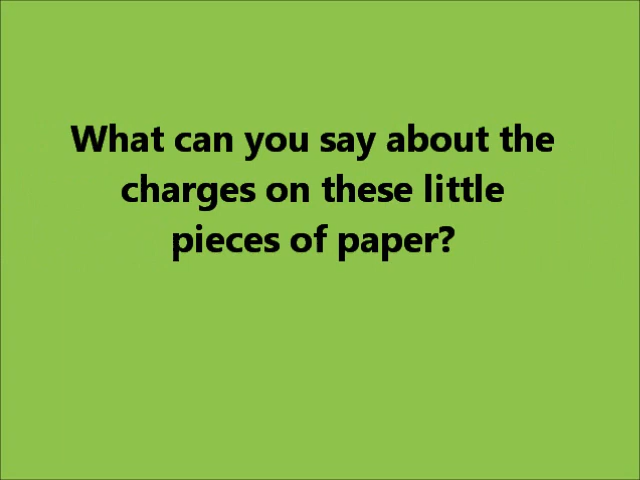 What can you say about the
charges on these little
pieces of paper?